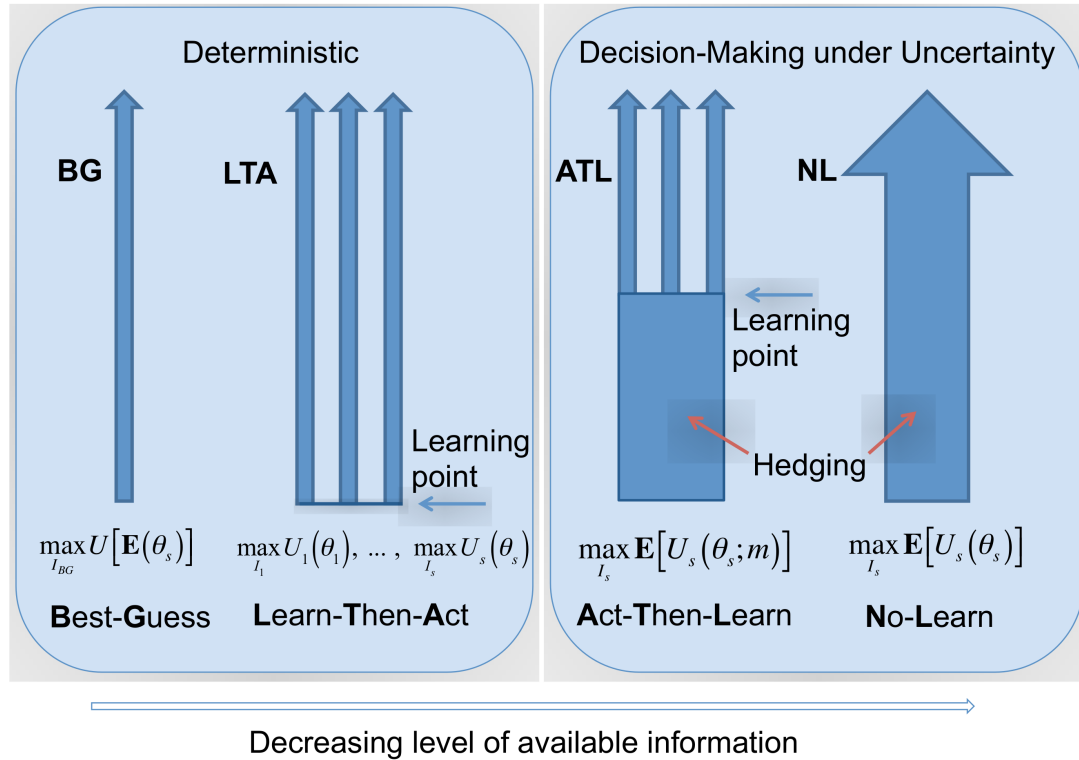 Deterministic
BG
LTA
Learning
point
max U[E(θₛ)]
I_BG
max U₁(θ₁), ... , max Uₛ(θₛ)
I₁ Iₛ
Best-Guess
Learn-Then-Act
Decision-Making under Uncertainty
ATL
NL
Learning
point
Hedging
max E[Uₛ(θₛ;m)]
Iₛ
max E[Uₛ(θₛ)]
Iₛ
Act-Then-Learn
No-Learn
Decreasing level of available information